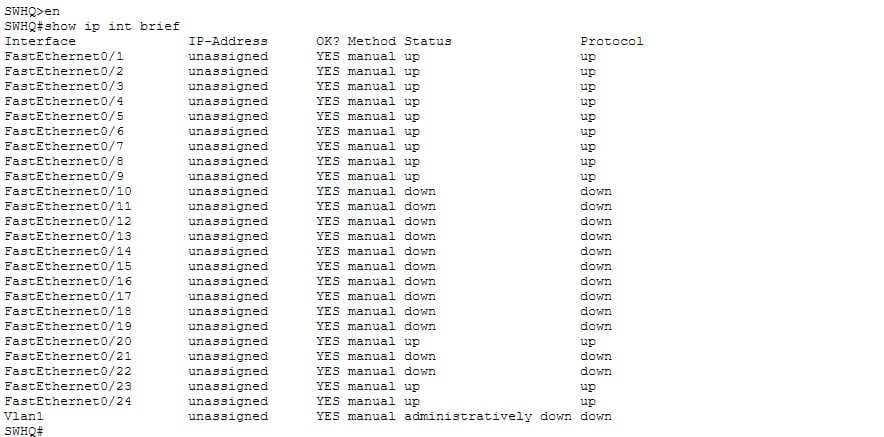 SWHQ>en
SWHQ#show ip int brief
Interface              IP-Address      OK? Method Status                Protocol
FastEthernet0/1        unassigned      YES manual up                    up
FastEthernet0/2        unassigned      YES manual up                    up
FastEthernet0/3        unassigned      YES manual up                    up
FastEthernet0/4        unassigned      YES manual up                    up
FastEthernet0/5        unassigned      YES manual up                    up
FastEthernet0/6        unassigned      YES manual up                    up
FastEthernet0/7        unassigned      YES manual up                    up
FastEthernet0/8        unassigned      YES manual up                    up
FastEthernet0/9        unassigned      YES manual up                    up
FastEthernet0/10       unassigned      YES manual down                  down
FastEthernet0/11       unassigned      YES manual down                  down
FastEthernet0/12       unassigned      YES manual down                  down
FastEthernet0/13       unassigned      YES manual down                  down
FastEthernet0/14       unassigned      YES manual down                  down
FastEthernet0/15       unassigned      YES manual down                  down
FastEthernet0/16       unassigned      YES manual down                  down
FastEthernet0/17       unassigned      YES manual down                  down
FastEthernet0/18       unassigned      YES manual down                  down
FastEthernet0/19       unassigned      YES manual down                  down
FastEthernet0/20       unassigned      YES manual up                    up
FastEthernet0/21       unassigned      YES manual down                  down
FastEthernet0/22       unassigned      YES manual down                  down
FastEthernet0/23       unassigned      YES manual up                    up
FastEthernet0/24       unassigned      YES manual up                    up
Vlan1                  unassigned      YES manual administratively down down
SWHQ#